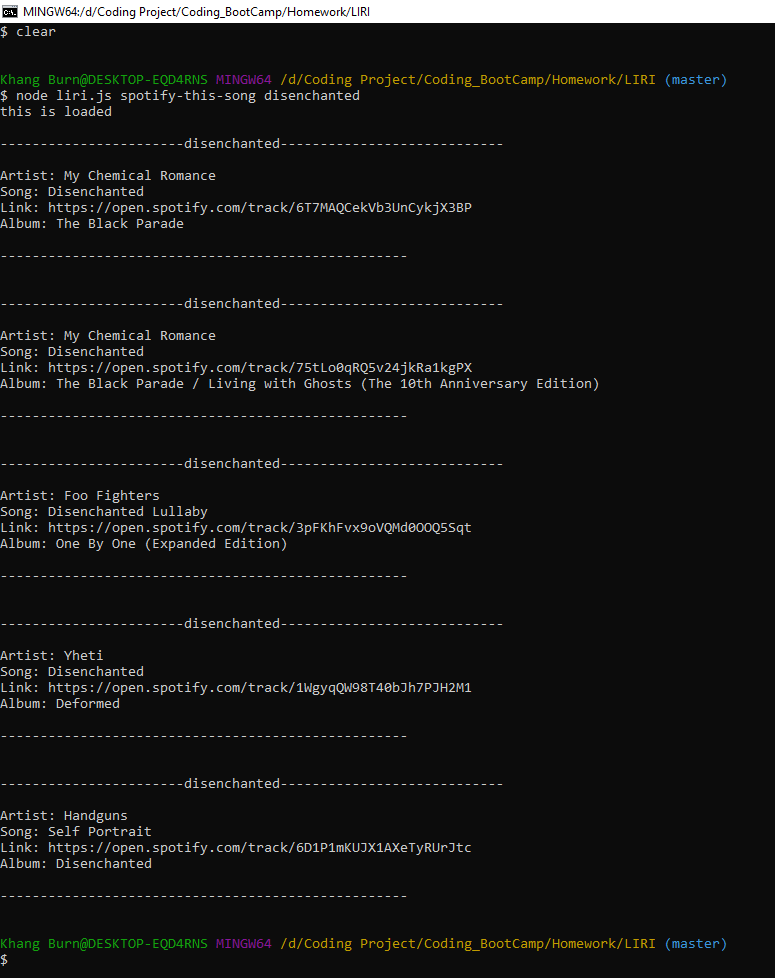 MINGW64:/d/Coding Project/Coding_BootCamp/Homework/LIRI
$ clear
Khang Burn@DESKTOP-EQD4RNS MINGW64 /d/Coding Project/Coding_BootCamp/Homework/LIRI (master)
$ node liri.js spotify-this-song disenchanted
this is loaded
-----------------------disenchanted----------------------------
Artist: My Chemical Romance
Song: Disenchanted
Link: https://open.spotify.com/track/6T7MAQCekVb3UnCykjX3BP
Album: The Black Parade
---------------------------------------------------
-----------------------disenchanted----------------------------
Artist: My Chemical Romance
Song: Disenchanted
Link: https://open.spotify.com/track/75tLo0qRQ5v24jkRa1kgPX
Album: The Black Parade / Living with Ghosts (The 10th Anniversary Edition)
---------------------------------------------------
-----------------------disenchanted----------------------------
Artist: Foo Fighters
Song: Disenchanted Lullaby
Link: https://open.spotify.com/track/3pFKhFvx9oVQMd0OOQ5Sqt
Album: One By One (Expanded Edition)
---------------------------------------------------
-----------------------disenchanted----------------------------
Artist: Yheti
Song: Disenchanted
Link: https://open.spotify.com/track/1WgyqQW98T40bJh7PJH2M1
Album: Deformed
---------------------------------------------------
-----------------------disenchanted----------------------------
Artist: Handguns
Song: Self Portrait
Link: https://open.spotify.com/track/6D1P1mKUJX1AXeTyRUrJtc
Album: Disenchanted
---------------------------------------------------
Khang Burn@DESKTOP-EQD4RNS MINGW64 /d/Coding Project/Coding_BootCamp/Homework/LIRI (master)
$